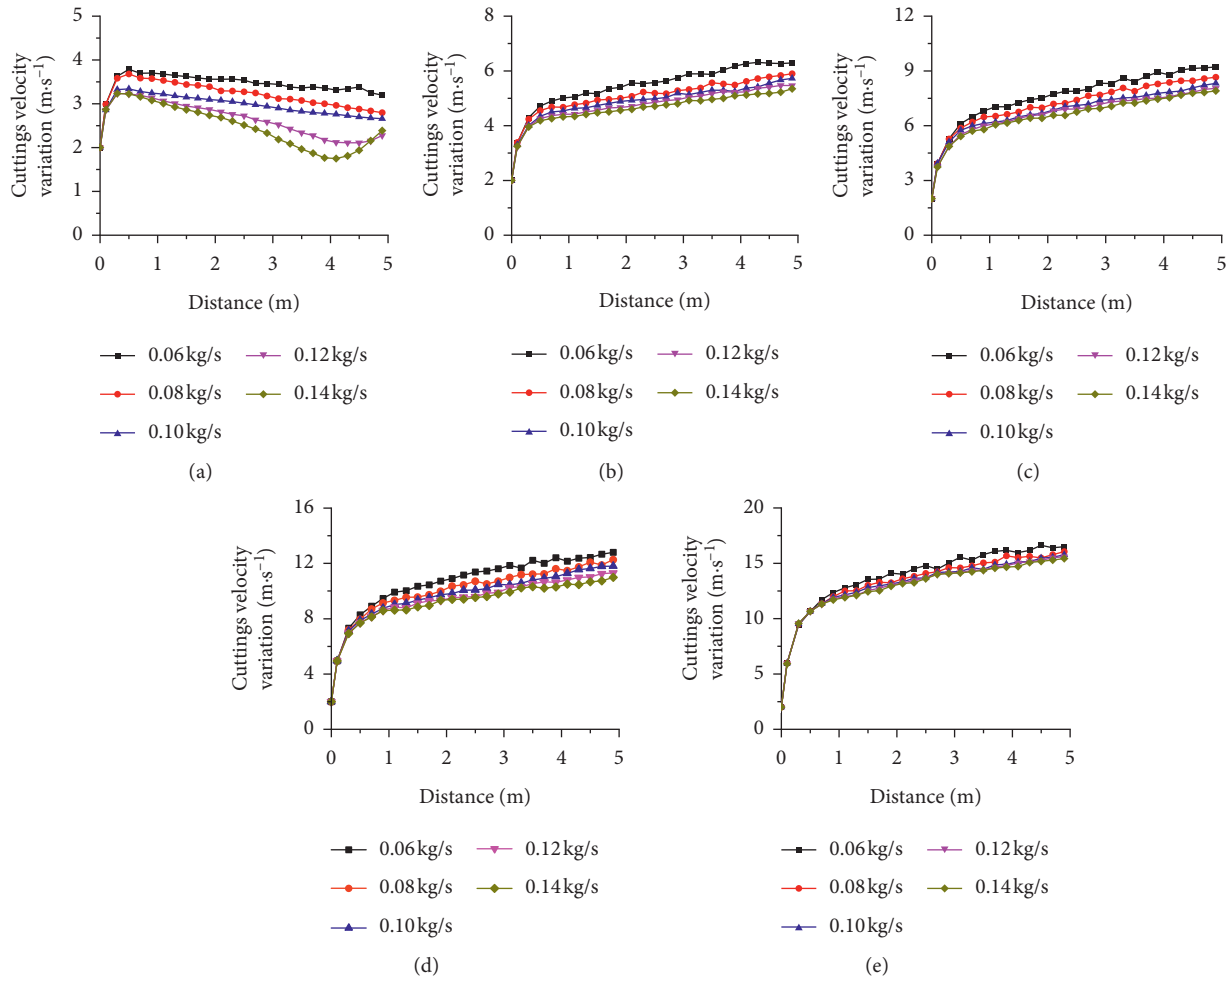 Cuttings velocity
variation (m·s⁻¹)
5
4
3
2
1
0
0 1 2 3 4 5
Distance (m)
0.06 kg/s
0.08 kg/s
0.10 kg/s
0.12 kg/s
0.14 kg/s
(a)
Cuttings velocity
variation (m·s⁻¹)
8
6
4
2
0
0 1 2 3 4 5
Distance (m)
0.06 kg/s
0.08 kg/s
0.10 kg/s
0.12 kg/s
0.14 kg/s
(b)
Cuttings velocity
variation (m·s⁻¹)
12
9
6
3
0
0 1 2 3 4 5
Distance (m)
0.06 kg/s
0.08 kg/s
0.10 kg/s
0.12 kg/s
0.14 kg/s
(c)
Cuttings velocity
variation (m·s⁻¹)
16
12
8
4
0
0 1 2 3 4 5
Distance (m)
0.06 kg/s
0.08 kg/s
0.10 kg/s
0.12 kg/s
0.14 kg/s
(d)
Cuttings velocity
variation (m·s⁻¹)
20
15
10
5
0
0 1 2 3 4 5
Distance (m)
0.06 kg/s
0.08 kg/s
0.10 kg/s
0.12 kg/s
0.14 kg/s
(e)